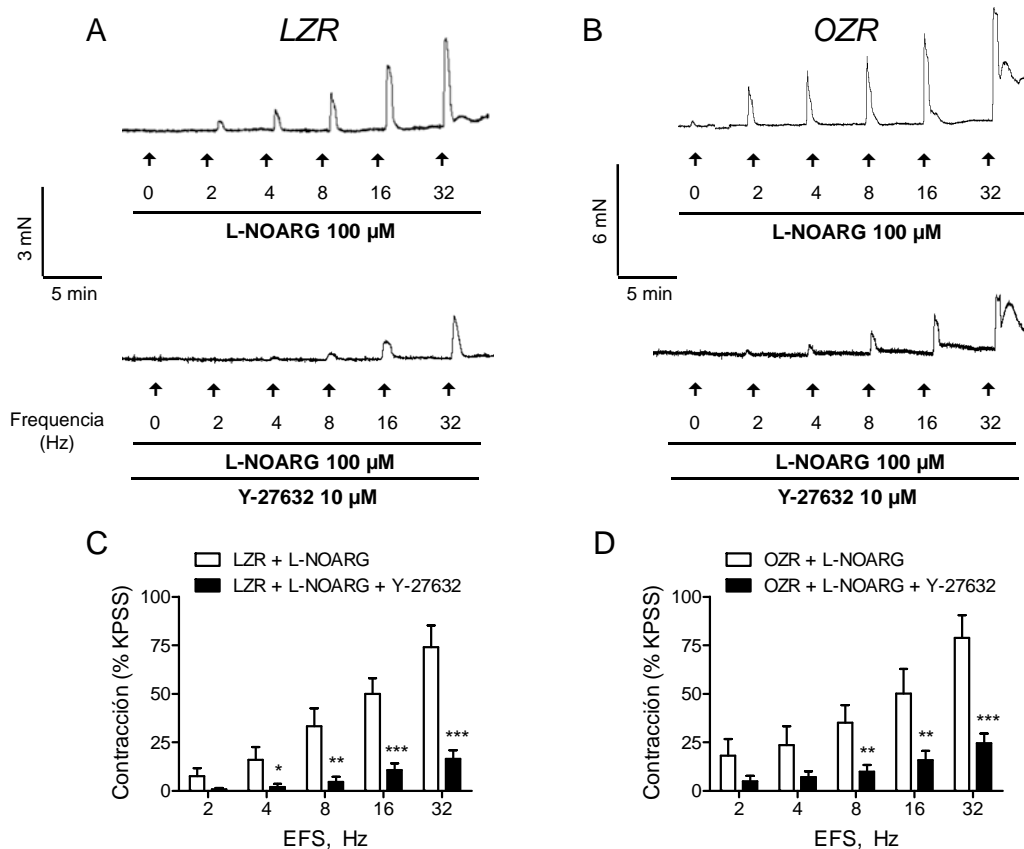 A
LZR
0 2 4 8 16 32
L-NOARG 100 µM
3 mN
5 min
Frequencia
(Hz)
0 2 4 8 16 32
L-NOARG 100 µM
Y-27632 10 µM
B
OZR
0 2 4 8 16 32
L-NOARG 100 µM
6 mN
5 min
0 2 4 8 16 32
L-NOARG 100 µM
Y-27632 10 µM
C
LZR + L-NOARG
LZR + L-NOARG + Y-27632
Contracción (% KPSS)
100
75
50
25
0
* ** *** ***
2 4 8 16 32
EFS, Hz
D
OZR + L-NOARG
OZR + L-NOARG + Y-27632
Contracción (% KPSS)
100
75
50
25
0
** ** ***
2 4 8 16 32
EFS, Hz